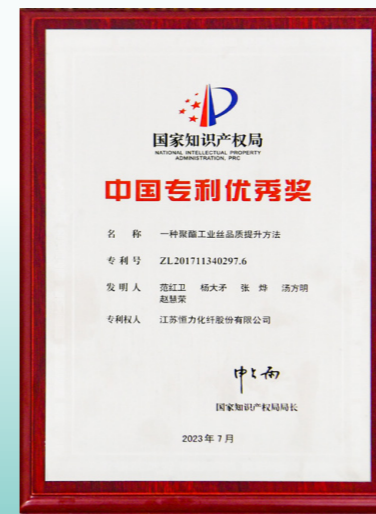 国家知识产权局
NATIONAL INTELLECTUAL PROPERTY
ADMINISTRATION, PRC
中国专利优秀奖
名 称 一种聚酯工业丝品质提升方法
专利号 ZL201711340297.6
发明人 范红卫 杨大矛 张烨 汤方明
赵慧荣
专利权人 江苏恒力化纤股份有限公司
国家知识产权局局长
2023年7月